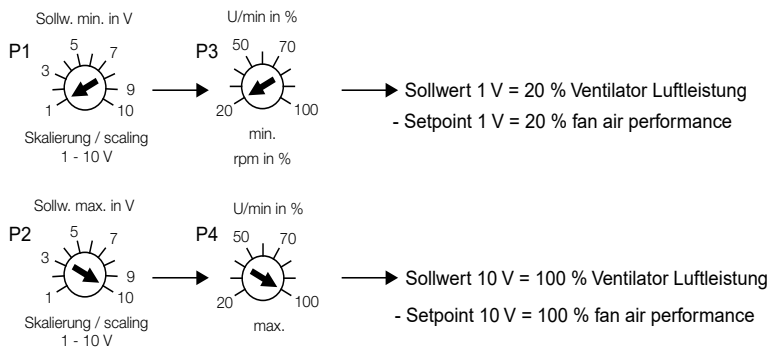 Sollw. min. in V
U/min in %
P1
1
3
5
7
9
10
P3
20
50
70
100
Skalierung / scaling
1 - 10 V
min.
rpm in %
Sollwert 1 V = 20 % Ventilator Luftleistung
- Setpoint 1 V = 20 % fan air performance
Sollw. max. in V
U/min in %
P2
1
3
5
7
9
10
P4
20
50
70
100
Skalierung / scaling
1 - 10 V
max.
Sollwert 10 V = 100 % Ventilator Luftleistung
- Setpoint 10 V = 100 % fan air performance